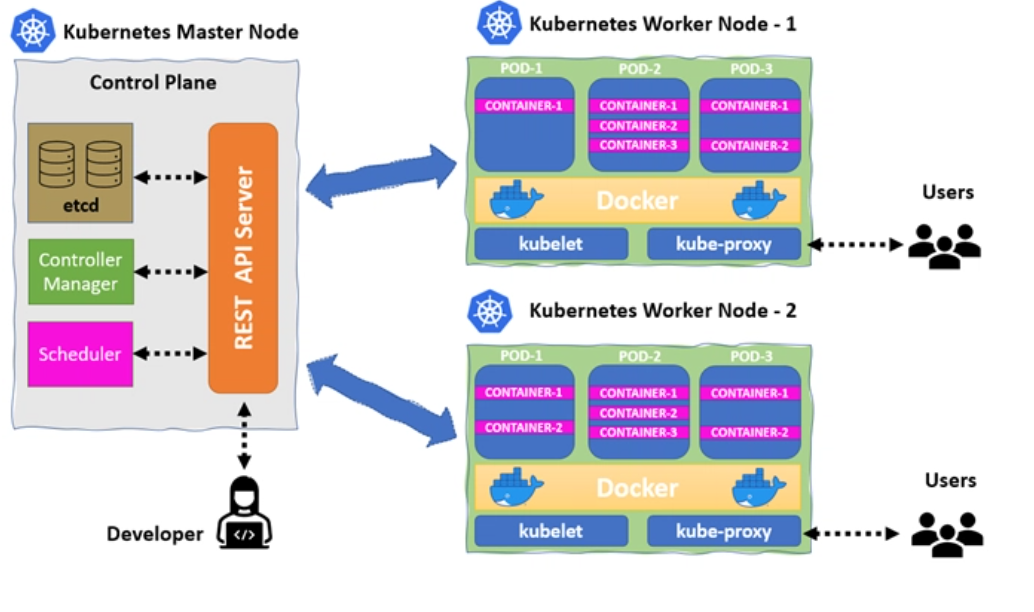 Kubernetes Master Node
Control Plane
etcd
Controller
Manager
Scheduler
REST API Server
Developer
</>
Kubernetes Worker Node - 1
POD-1 POD-2 POD-3
CONTAINER-1 CONTAINER-1 CONTAINER-1
CONTAINER-2
CONTAINER-3 CONTAINER-2
Docker
kubelet kube-proxy
Users
Kubernetes Worker Node - 2
POD-1 POD-2 POD-3
CONTAINER-1 CONTAINER-1 CONTAINER-1
CONTAINER-2
CONTAINER-2 CONTAINER-3 CONTAINER-2
Docker
kubelet kube-proxy
Users